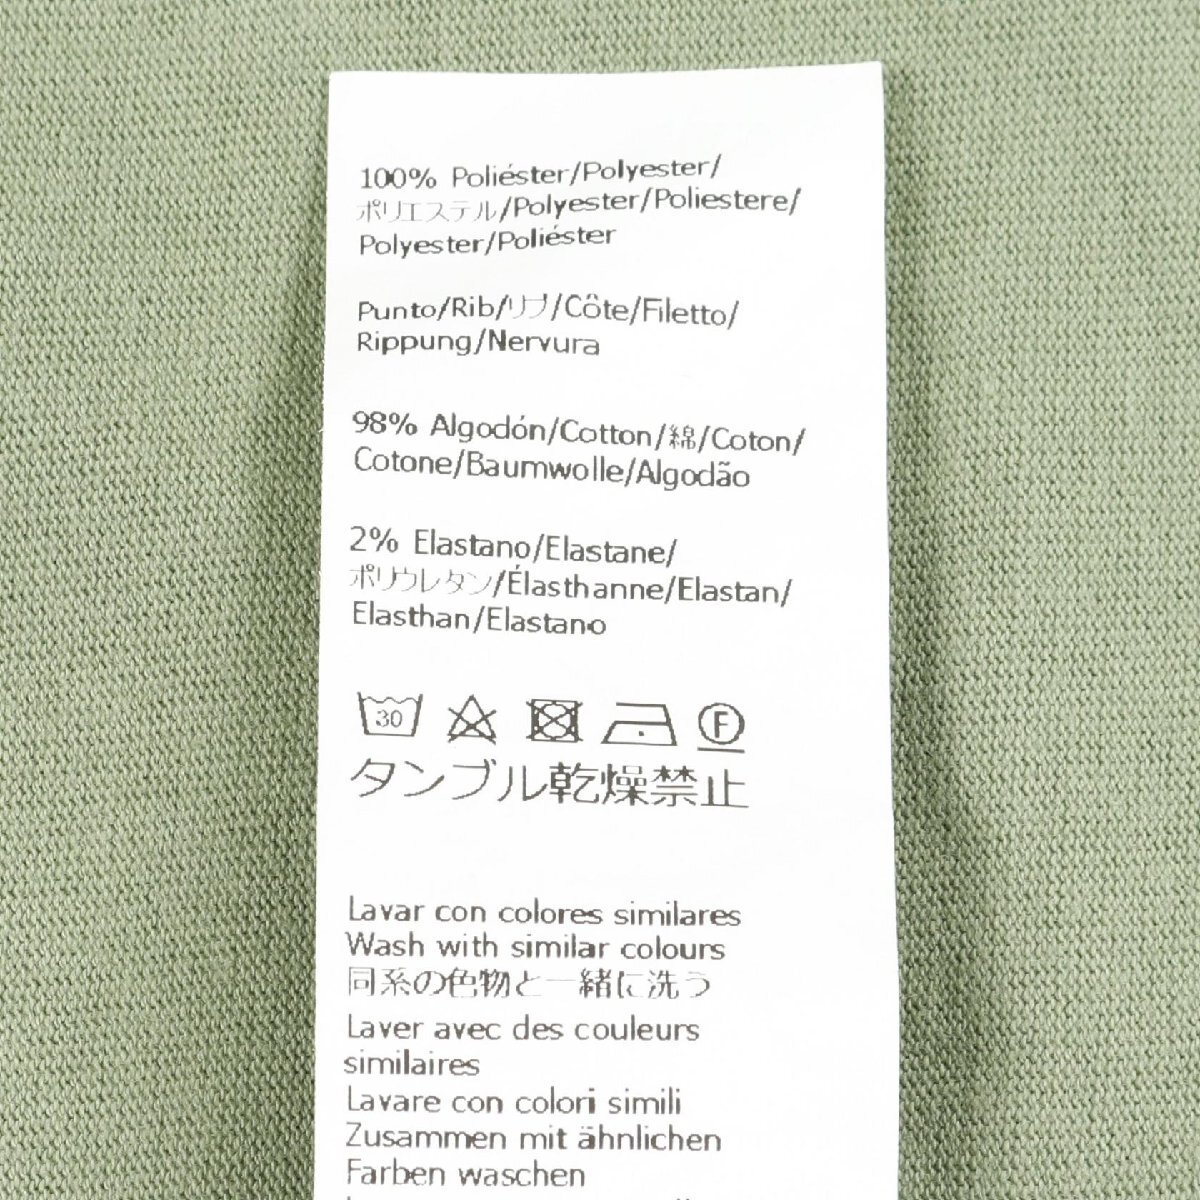 100% Poliéster/Polyester/
ポリエステル/Polyester/Poliestere/
Polyester/Poliéster
Punto/Rib/リブ/Côte/Filetto/
Rippung/Nervura
98% Algodón/Cotton/綿/Coton/
Cotone/Baumwolle/Algodão
2% Elastano/Elastane/
ポリウレタン/Élasthanne/Elastan/
Elasthan/Elastano
30 F
タンブル乾燥禁止
Lavar con colores similares
Wash with similar colours
同系の色物と一緒に洗う
Laver avec des couleurs
similaires
Lavare con colori simili
Zusammen mit ähnlichen
Farben waschen